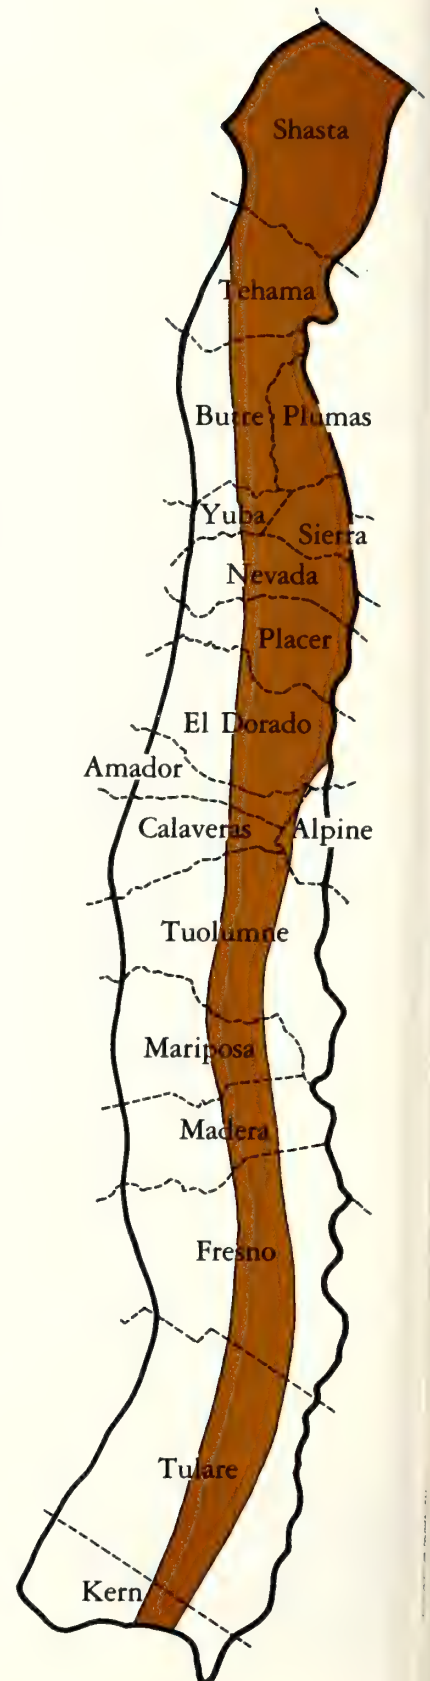 Shasta
Tehama
Butte Plumas
Yuba
Sierra
Nevada
Placer
El Dorado
Amador
Calaveras Alpine
Tuolumne
Mariposa
Madera
Fresno
Tulare
Kern